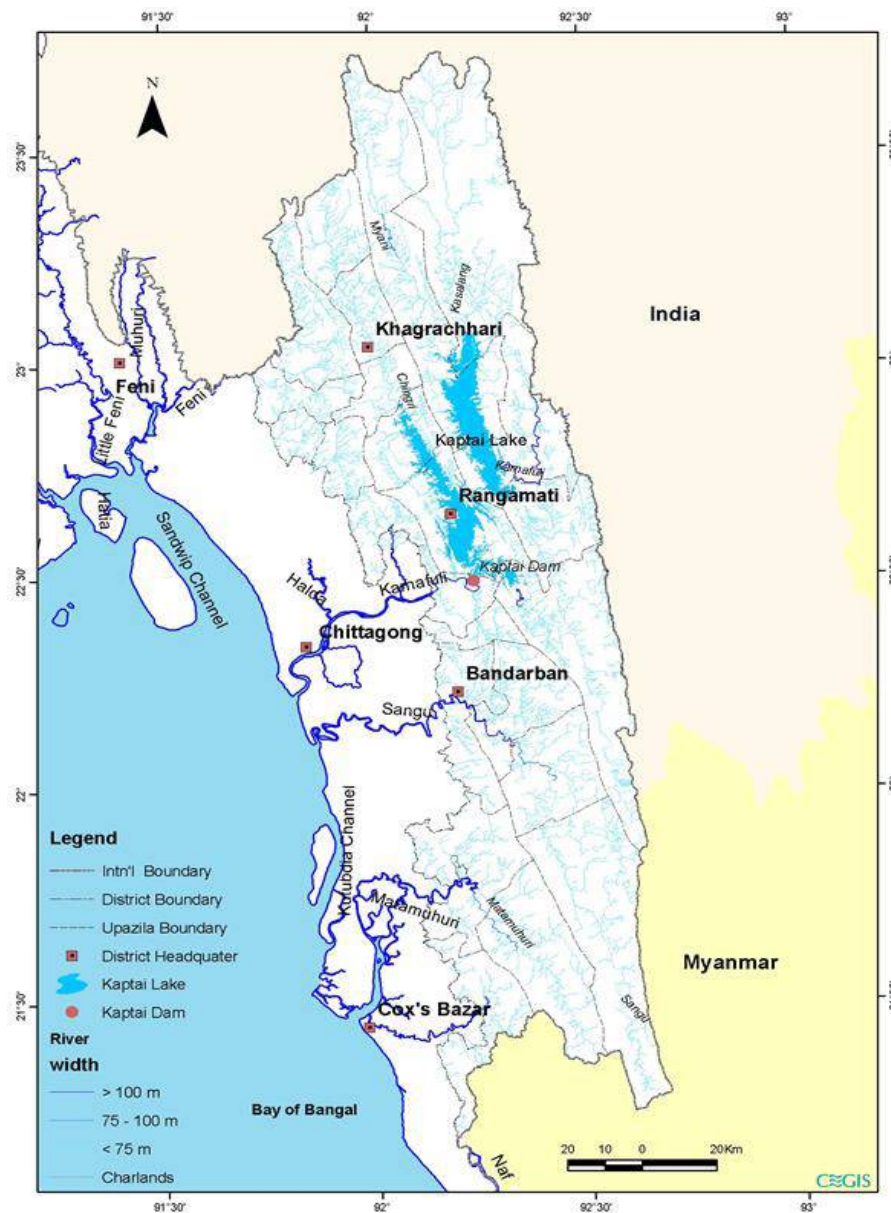 91°30'
92°
92°30'
93°
N
23°30'
Myani
Kasalang
India
Khagrachhari
Muhuri
23°
Feni
Feni
Chingri
Little Feni
Kaptai Lake
Karnafuli
Rangamati
Hatia
Sandwip Channel
22°30'
Kaptai Dam
Halda
Karnafuli
Chittagong
Bandarban
Sangu
22°
Kutubdia Channel
Legend
Intn'l Boundary
District Boundary
Upazila Boundary
District Headquater
Kaptai Lake
Kaptai Dam
River
width
> 100 m
75 - 100 m
< 75 m
Charlands
Matamuhuri
Matamuhuri
Myanmar
Sangu
21°30'
Cox's Bazar
Bay of Bangal
Naf
20 10 0 20Km
CEGIS
91°30'
92°
92°30'
93°